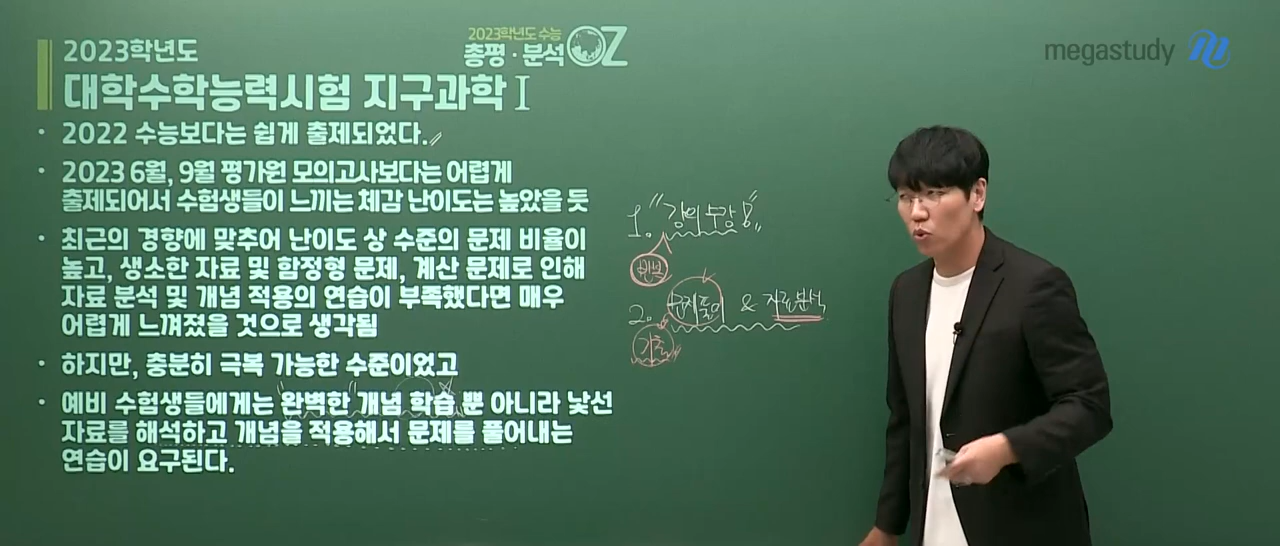 2023학년도
대학수학능력시험 지구과학 I
2023학년도 수능
총평·분석 OZ
megastudy
• 2022 수능보다는 쉽게 출제되었다.
• 2023 6월, 9월 평가원 모의고사보다는 어렵게
출제되어서 수험생들이 느끼는 체감 난이도는 높았을 듯
• 최근의 경향에 맞추어 난이도 상 수준의 문제 비율이
높고, 생소한 자료 및 함정형 문제, 계산 문제로 인해
자료 분석 및 개념 적용의 연습이 부족했다면 매우
어렵게 느껴졌을 것으로 생각됨
• 하지만, 충분히 극복 가능한 수준이었고
• 예비 수험생들에게는 완벽한 개념 학습 뿐 아니라 낯선
자료를 해석하고 개념을 적용해서 문제를 풀어내는
연습이 요구된다.
1. "강의 수강
2. 문제풀이 & 자료분석
기출